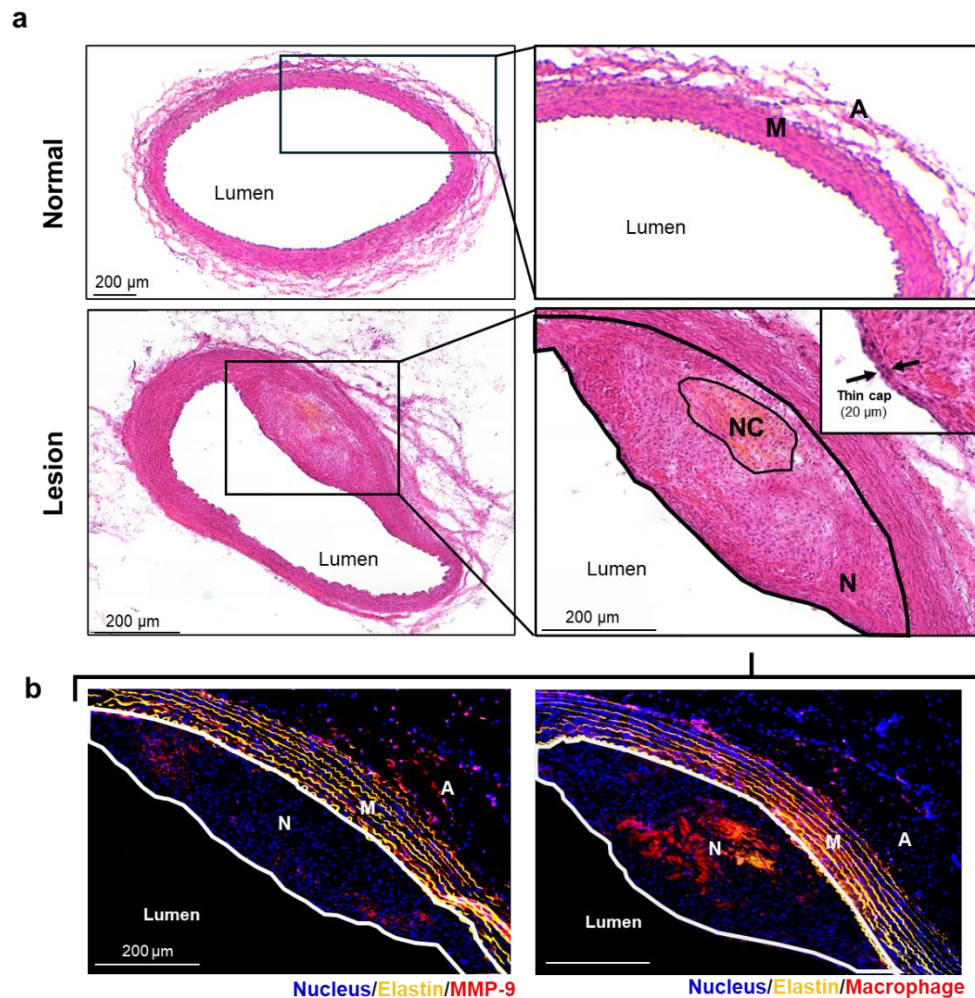 a
Normal
Lumen
200 µm
M
A
Lumen
Lesion
Lumen
200 µm
NC
N
Lumen
200 µm
Thin cap
(20 µm)
b
N
M
A
Lumen
200 µm
Nucleus/Elastin/MMP-9
N
M
A
Lumen
Nucleus/Elastin/Macrophage